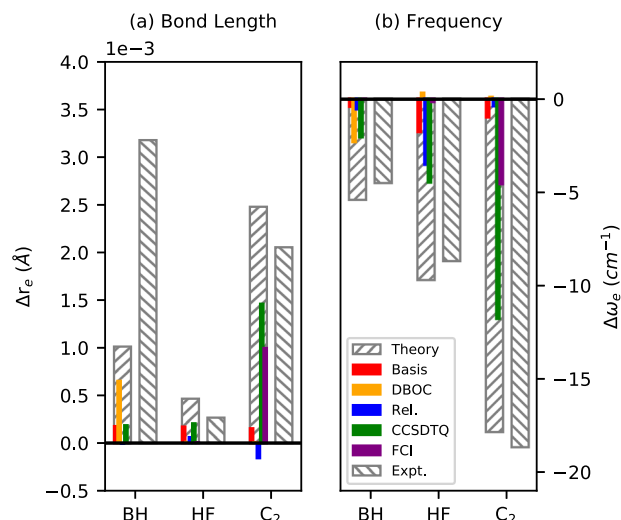 (a) Bond Length
(b) Frequency
1e−3
4.0
3.5
3.0
2.5
2.0
1.5
1.0
0.5
0.0
−0.5
Δr_e (Å)
BH
HF
C₂
0
−5
−10
−15
−20
Δω_e (cm⁻¹)
Theory
Basis
DBOC
Rel.
CCSDTQ
FCI
Expt.
BH
HF
C₂